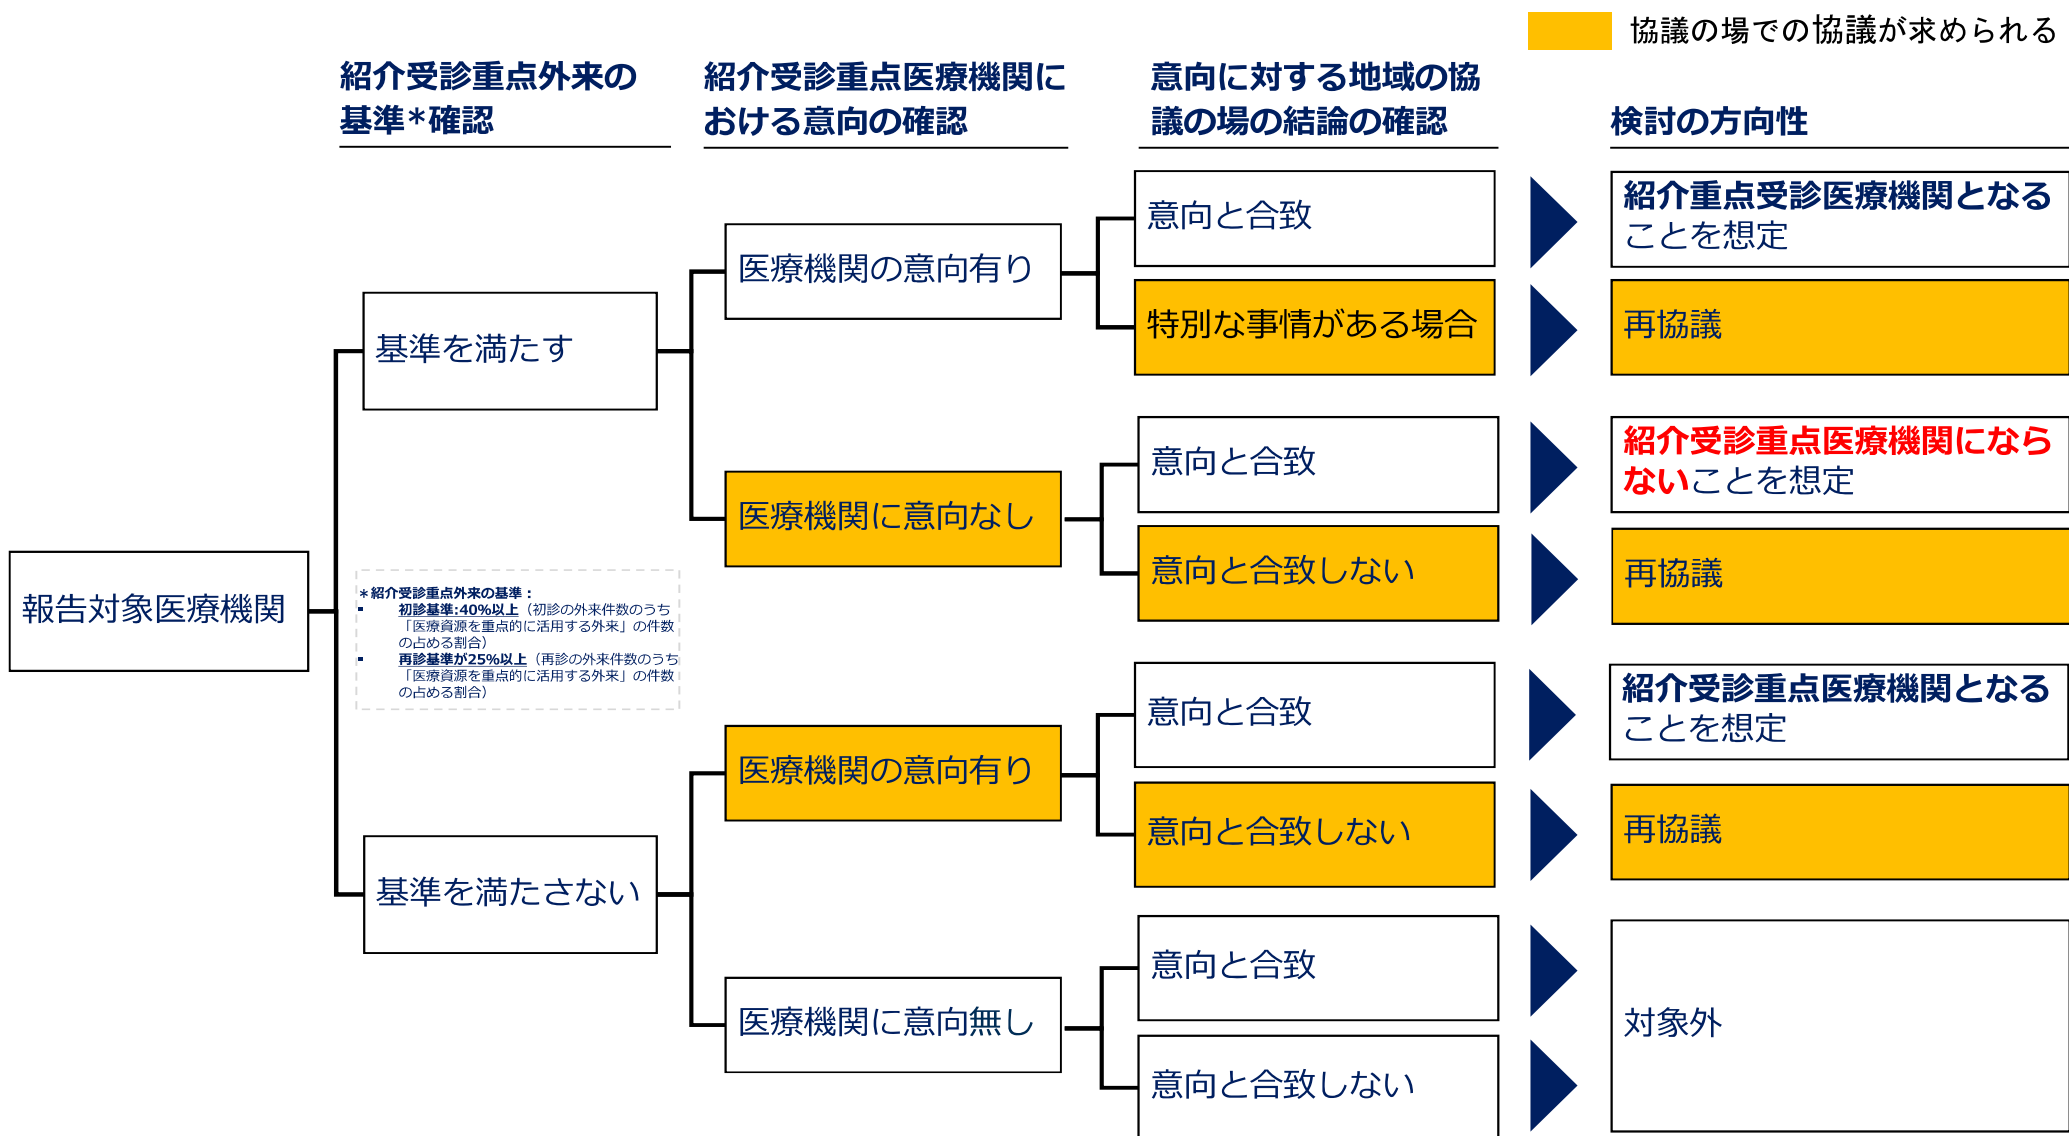 協議の場での協議が求められる
紹介受診重点外来の
基準*確認
紹介受診重点医療機関に
おける意向の確認
意向に対する地域の協
議の場の結論の確認
検討の方向性
報告対象医療機関
基準を満たす
医療機関の意向有り
意向と合致
紹介重点受診医療機関となる
ことを想定
特別な事情がある場合
再協議
医療機関に意向なし
意向と合致
紹介受診重点医療機関になら
ないことを想定
意向と合致しない
再協議
＊紹介受診重点外来の基準：
▪ 初診基準:40%以上（初診の外来件数のうち
「医療資源を重点的に活用する外来」の件数
の占める割合）
▪ 再診基準が25%以上（再診の外来件数のうち
「医療資源を重点的に活用する外来」の件数
の占める割合）
基準を満たさない
医療機関の意向有り
意向と合致
紹介受診重点医療機関となる
ことを想定
意向と合致しない
再協議
医療機関に意向無し
意向と合致
意向と合致しない
対象外